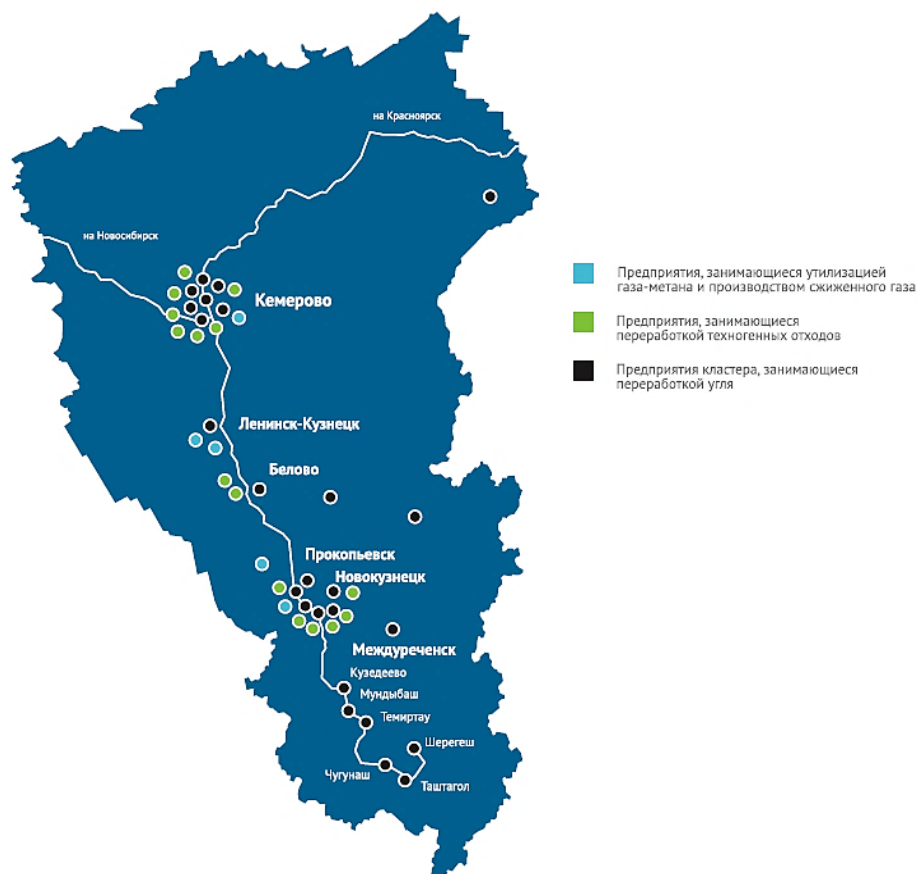 на Красноярск
на Новосибирск
Кемерово
Ленинск-Кузнецк
Белово
Прокопьевск
Новокузнецк
Междуреченск
Кузедеево
Мундыбаш
Темиртау
Шерегеш
Чугунаш
Таштагол
Предприятия, занимающиеся утилизацией
газа-метана и производством сжиженного газа
Предприятия, занимающиеся
переработкой техногенных отходов
Предприятия кластера, занимающиеся
переработкой угля